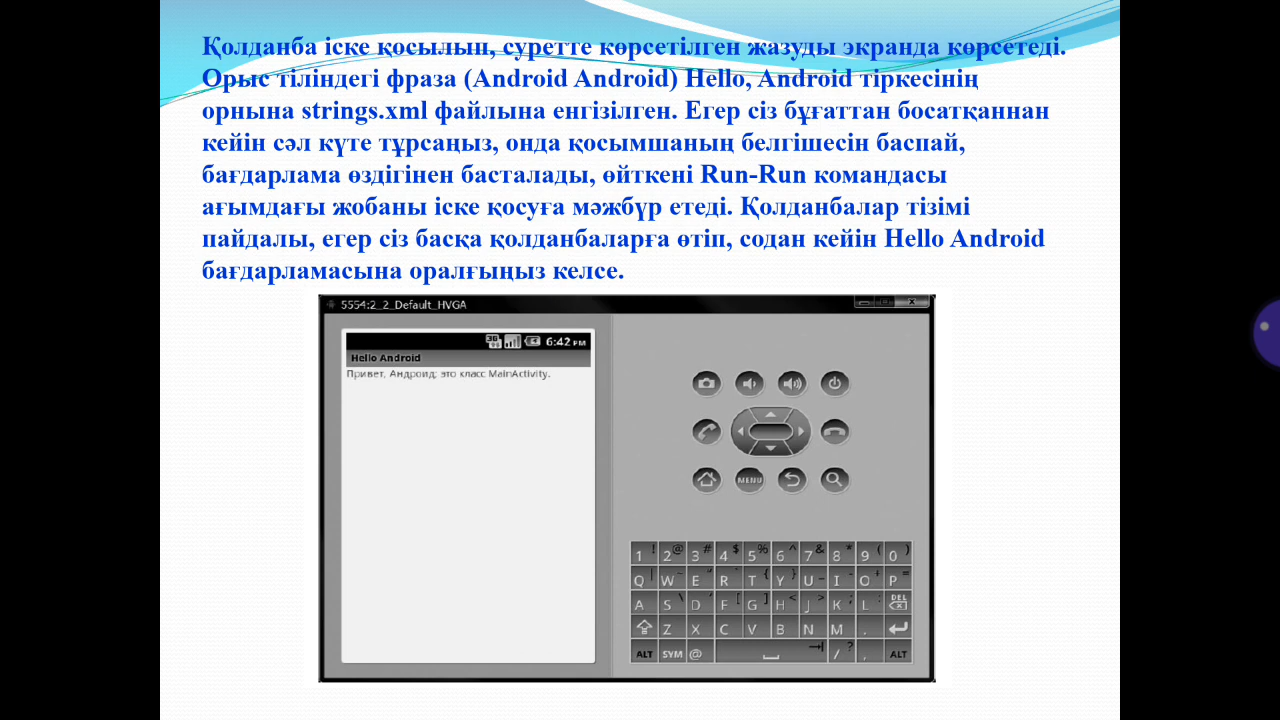 Қолданба іске қосылып, суретте көрсетілген жазуды экранда көрсетеді.
Орыс тіліндегі фраза (Android Android) Hello, Android тіркесінің
орнына strings.xml файлына енгізілген. Егер сіз бұғаттан босатқаннан
кейін сәл күте тұрсаңыз, онда қосымшаның белгішесін баспай,
бағдарлама өздігінен басталады, өйткені Run-Run командасы
ағымдағы жобаны іске қосуға мәжбүр етеді. Қолданбалар тізімі
пайдалы, егер сіз басқа қолданбаларға өтіп, содан кейін Hello Android
бағдарламасына оралғыңыз келсе.
5554:2_2_Default_HVGA
3G 6:42 PM
Hello Android
Привет, Андроид; это класс MainActivity.
MENU
1 ! 2 @ 3 # 4 $ 5 % 6 ^ 7 & 8 * 9 ( 0 )
Q | W ~ E " R ` T { Y } U _ I - O + P =
A S \ D ' F [ G ] H < J > K ; L : DEL
Z X C V B N M .
ALT SYM @ / ? , ALT